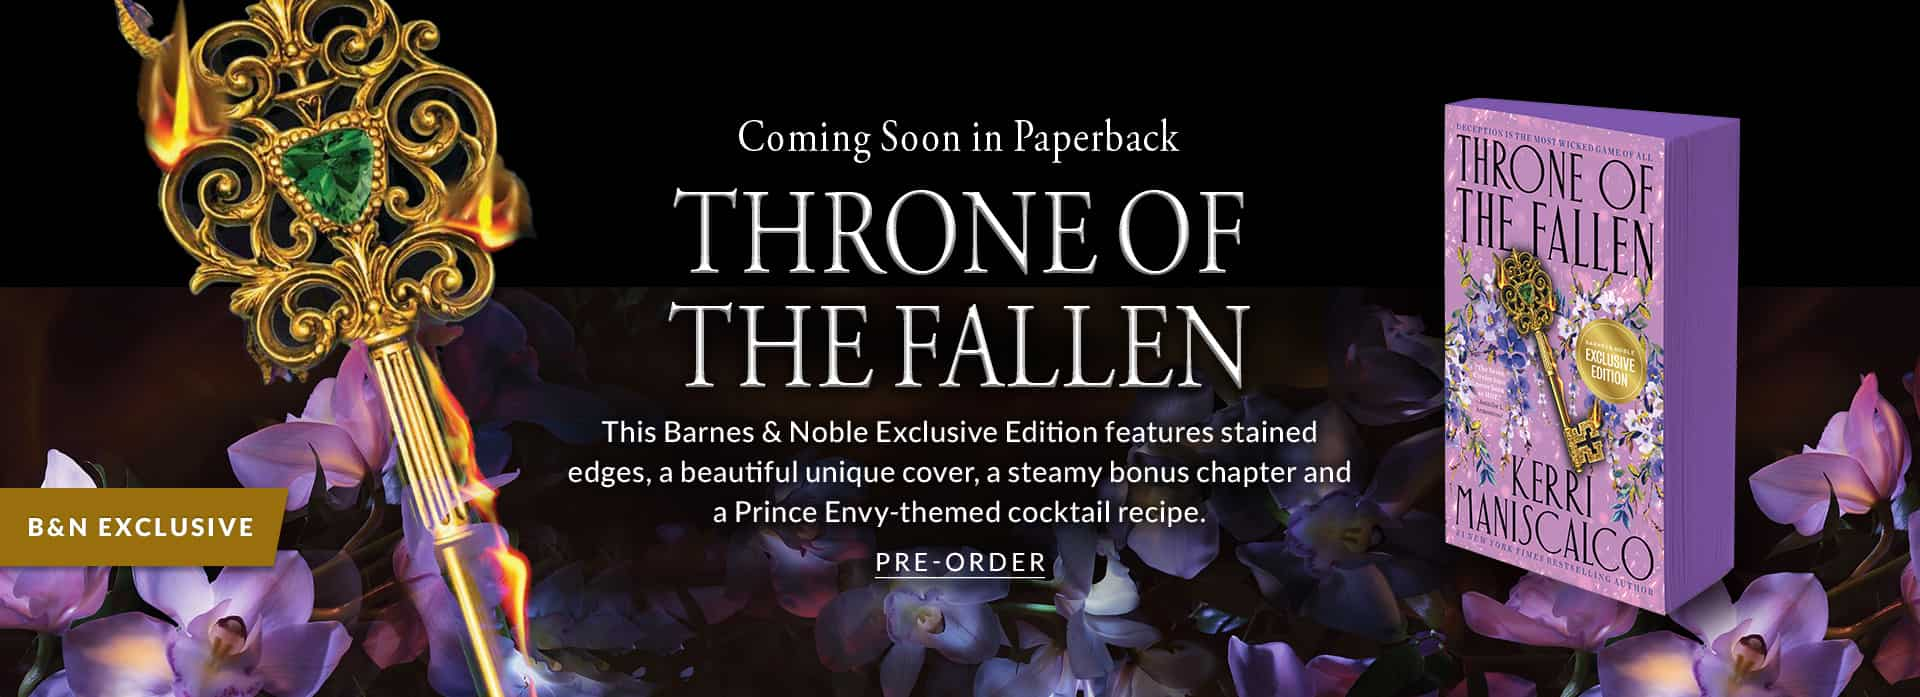 Coming Soon in Paperback
THRONE OF
THE FALLEN
This Barnes & Noble Exclusive Edition features stained
edges, a beautiful unique cover, a steamy bonus chapter and
a Prince Envy-themed cocktail recipe.
PRE-ORDER
B&N EXCLUSIVE
DECEPTION IS THE MOST WICKED GAME OF ALL
THRONE OF
THE FALLEN
BARNES & NOBLE
EXCLUSIVE
EDITION
KERRI
MANISCALCO
#1 NEW YORK TIMES BESTSELLING AUTHOR